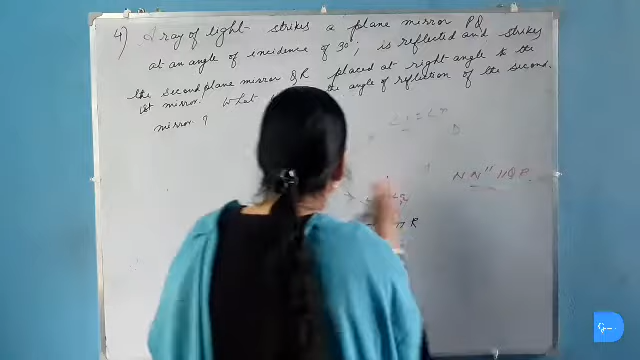 4) A ray of light strikes a plane mirror PQ
at an angle of incidence of 30°, is reflected and strikes
the second plane mirror QR placed at right angle to the
1st mirror. What the angle of reflection of the second
mirror?
∠i = ∠r
N N" || QP.
R